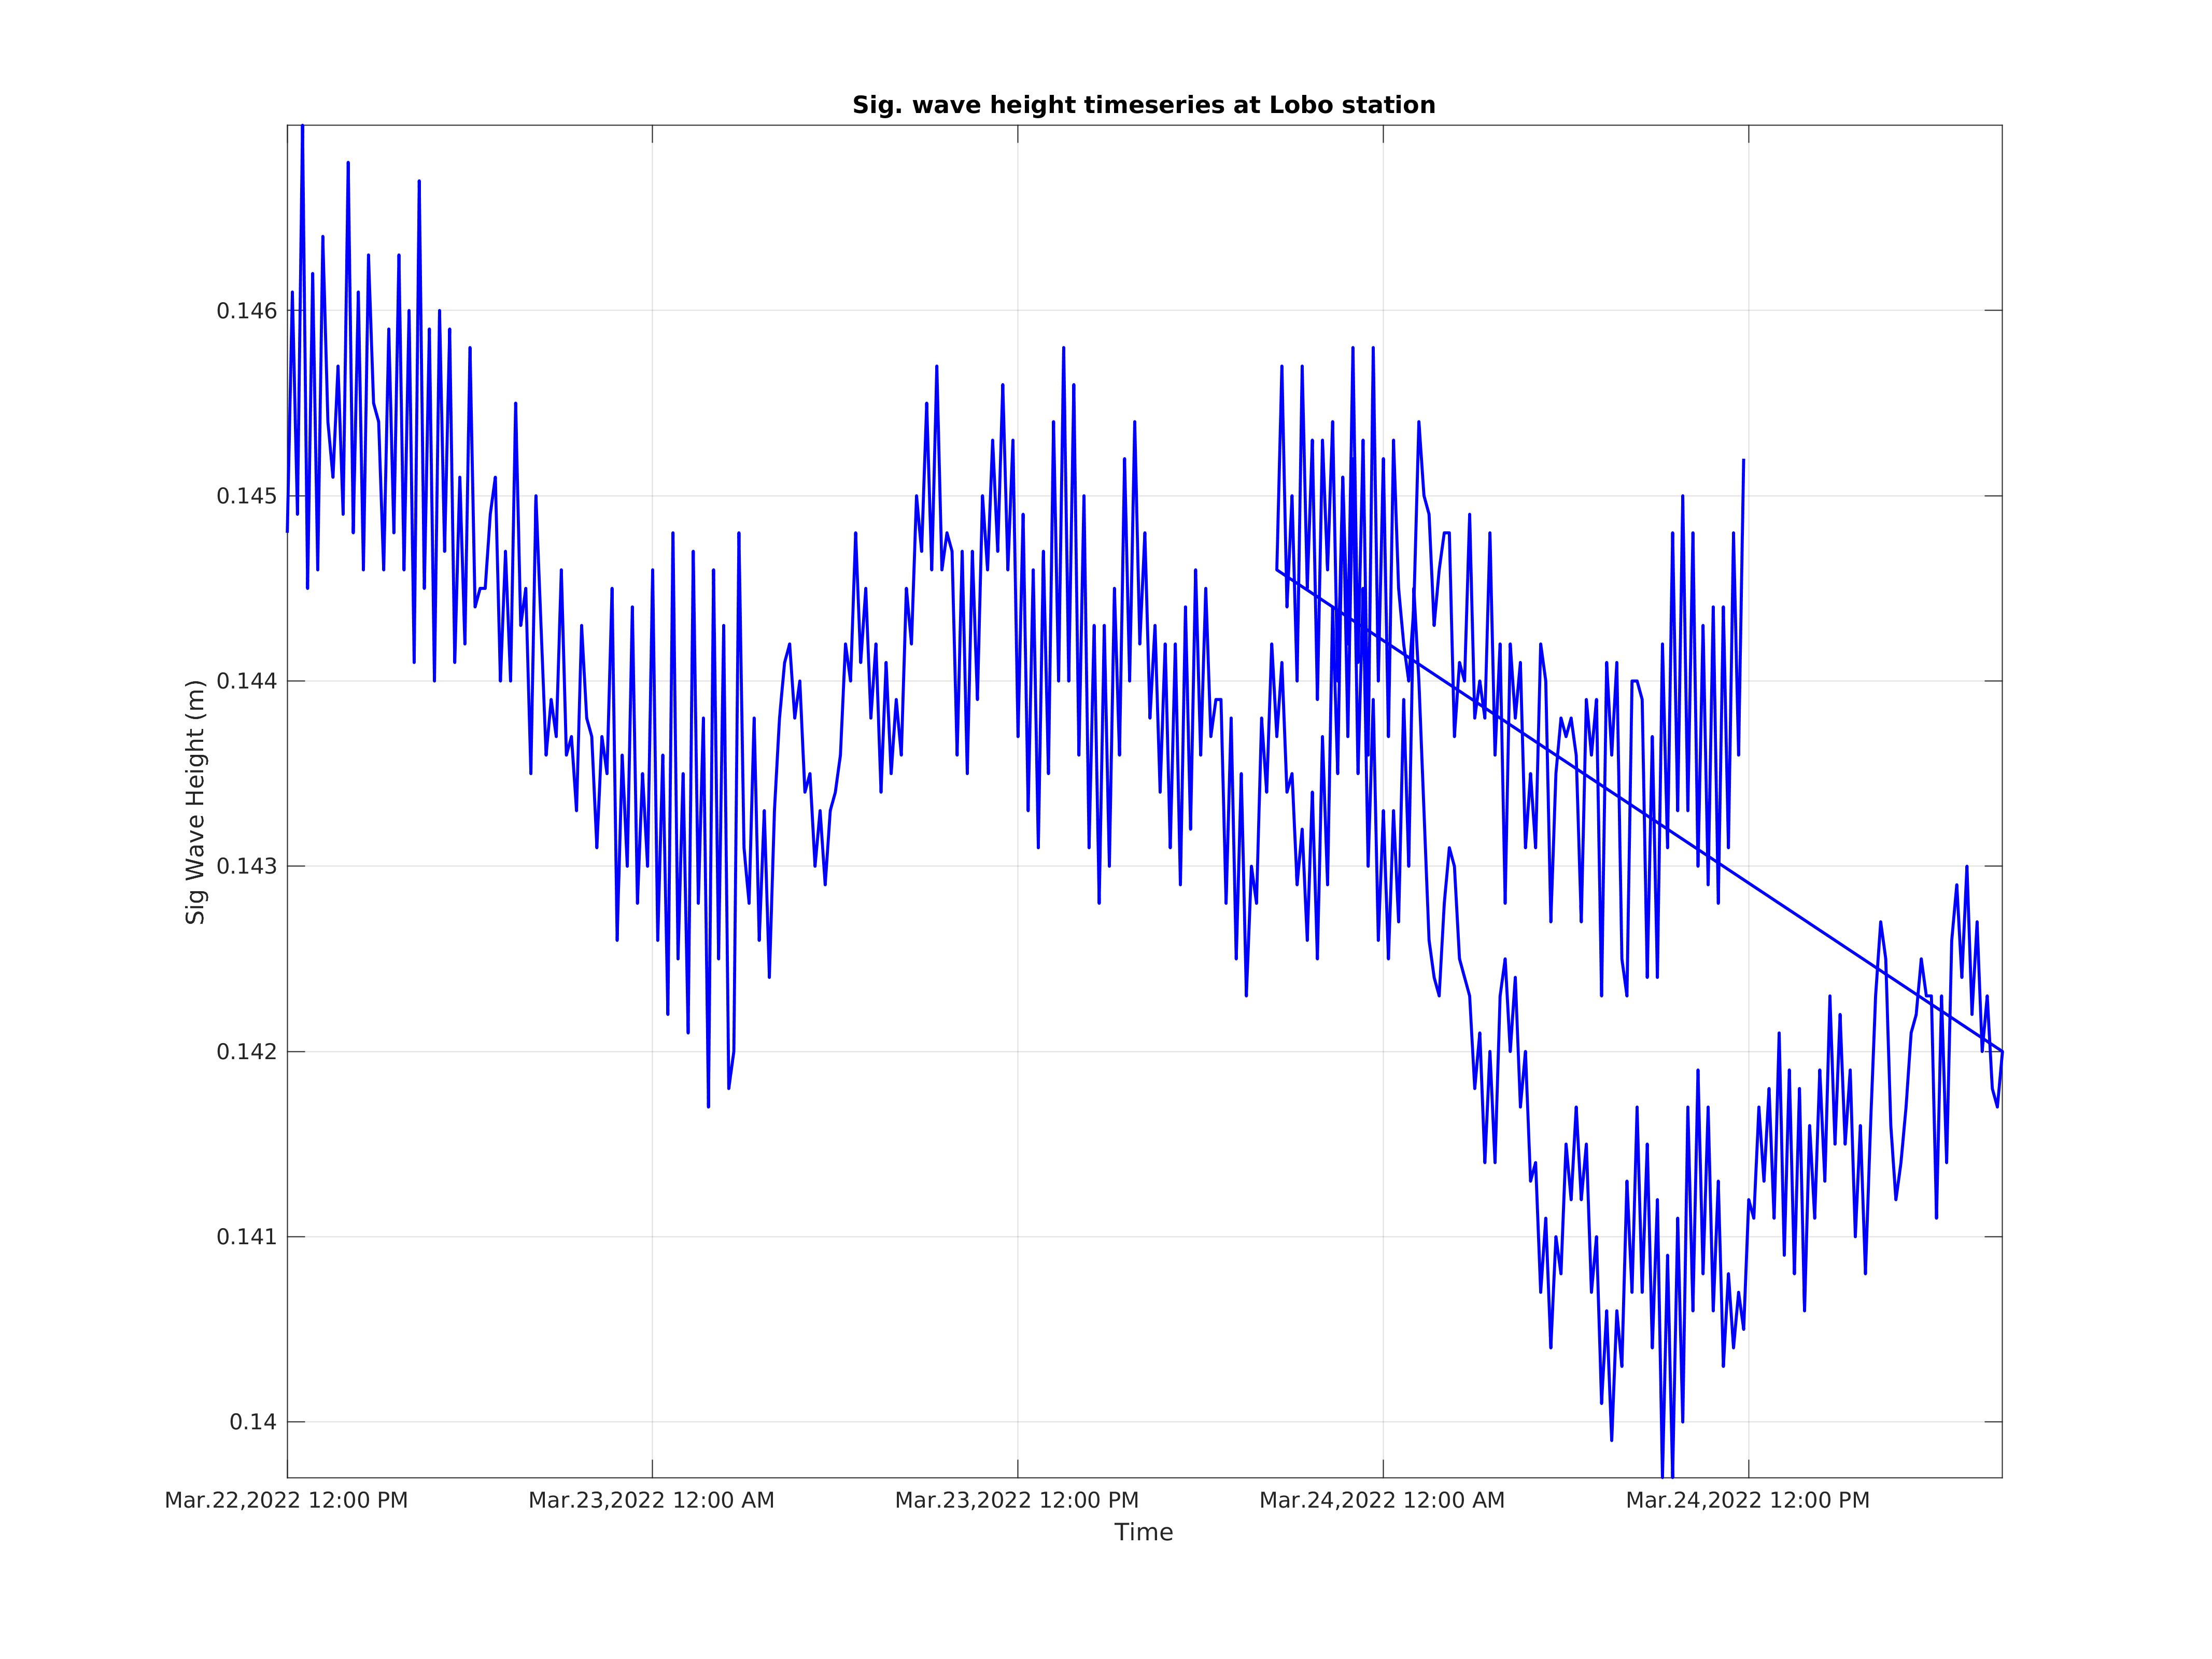 Sig. wave height timeseries at Lobo station
0.146
0.145
0.144
0.143
0.142
0.141
0.14
Sig Wave Height (m)
Mar.22,2022 12:00 PM Mar.23,2022 12:00 AM Mar.23,2022 12:00 PM Mar.24,2022 12:00 AM Mar.24,2022 12:00 PM
Time